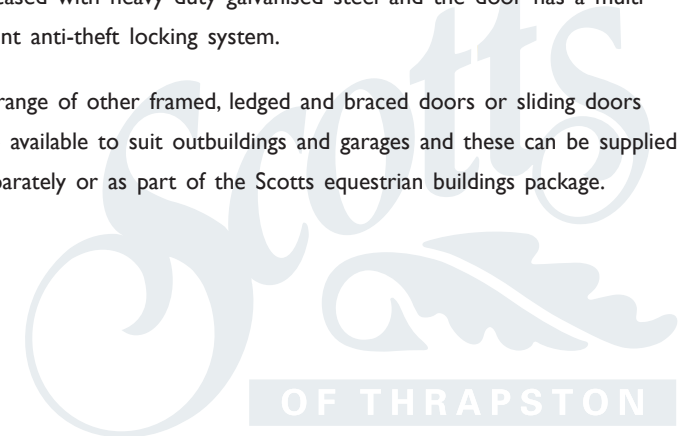 cased with heavy duty galvanised steel and the door has a multi
nt anti-theft locking system.
range of other framed, ledged and braced doors or sliding doors
available to suit outbuildings and garages and these can be supplied
parately or as part of the Scotts equestrian buildings package.
Scotts
OF THRAPSTON